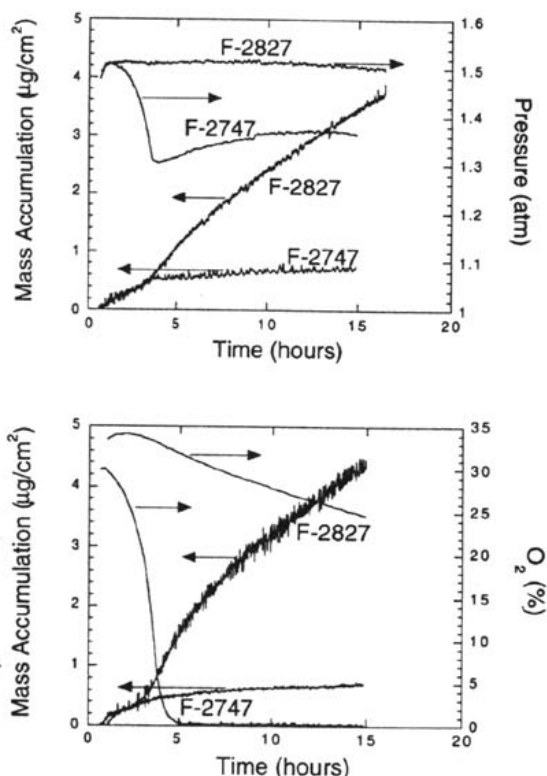 Mass Accumulation (μg/cm²)
5
4
3
2
1
0
F-2827
F-2747
F-2827
F-2747
1.6
1.5
1.4
1.3
1.2
1.1
1
Pressure (atm)
0 5 10 15 20
Time (hours)
Mass Accumulation (μg/cm²)
5
4
3
2
1
0
F-2827
F-2747
35
30
25
20
15
10
5
0
O₂ (%)
0 5 10 15 20
Time (hours)